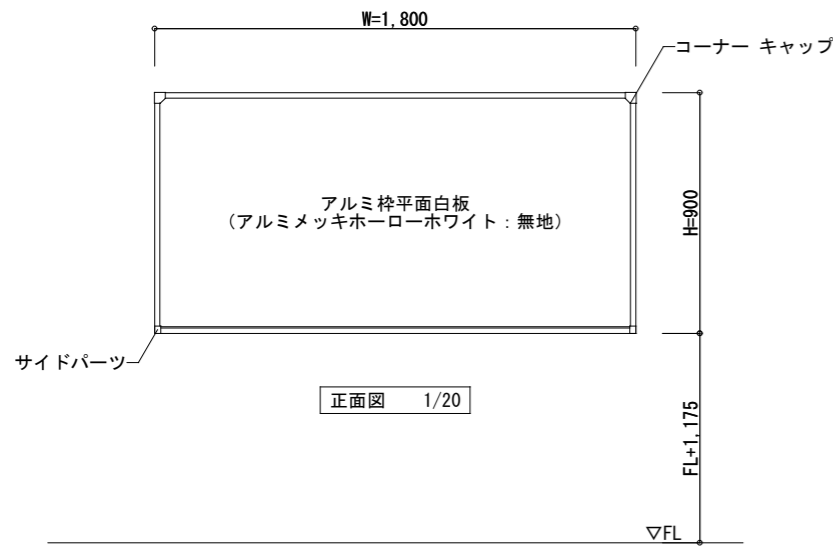 W=1,800
コーナー キャップ
アルミ枠平面白板
（アルミメッキホーローホワイト：無地）
H=900
サイドパーツ
正面図　1/20
FL+1,175
▽FL